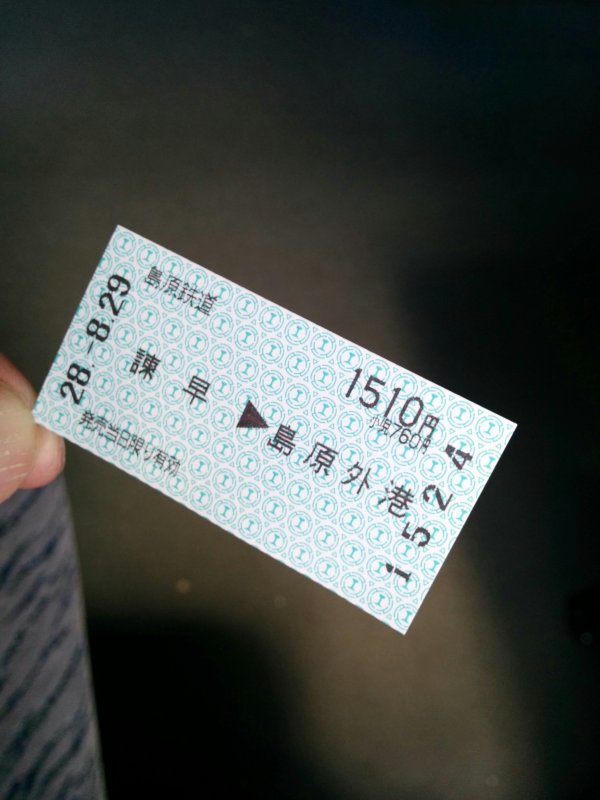 島原鉄道
28.-8.29
諫早
▶島原外港
1510円
小児760円
発売当日限り有効
1524